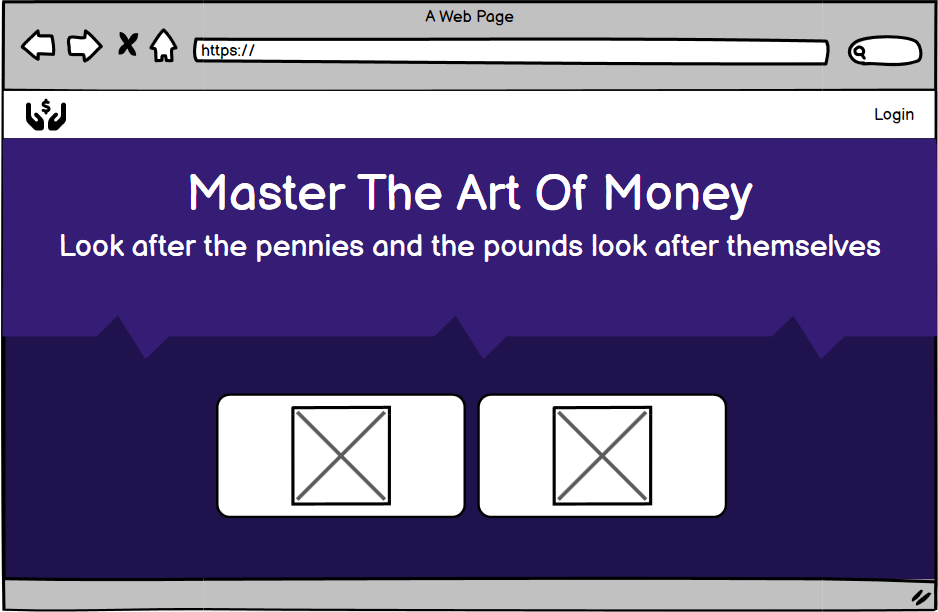 A Web Page
https://
$
Login
Master The Art Of Money
Look after the pennies and the pounds look after themselves